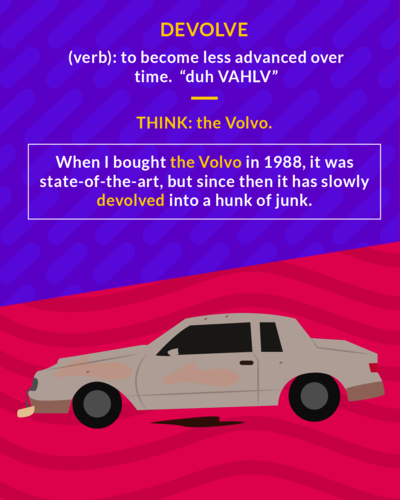 DEVOLVE
(verb): to become less advanced over
time.  “duh VAHLV”
THINK: the Volvo.
When I bought the Volvo in 1988, it was
state-of-the-art, but since then it has slowly
devolved into a hunk of junk.